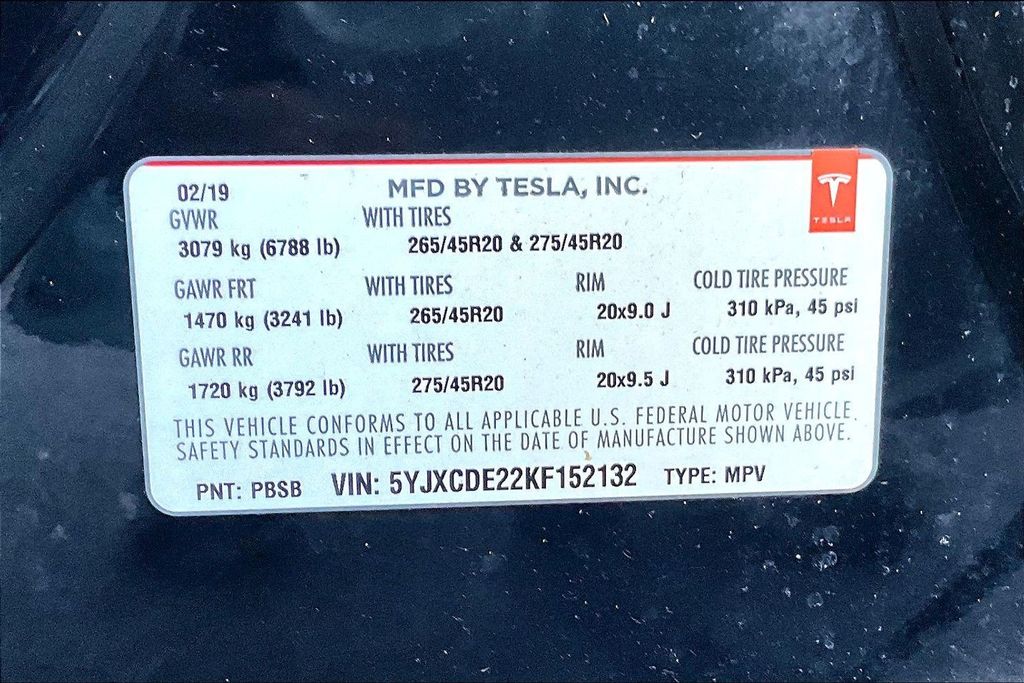 02/19 MFD BY TESLA, INC.
TESLA
GVWR WITH TIRES
3079 kg (6788 lb) 265/45R20 & 275/45R20
GAWR FRT WITH TIRES RIM COLD TIRE PRESSURE
1470 kg (3241 lb) 265/45R20 20x9.0 J 310 kPa, 45 psi
GAWR RR WITH TIRES RIM COLD TIRE PRESSURE
1720 kg (3792 lb) 275/45R20 20x9.5 J 310 kPa, 45 psi
THIS VEHICLE CONFORMS TO ALL APPLICABLE U.S. FEDERAL MOTOR VEHICLE
SAFETY STANDARDS IN EFFECT ON THE DATE OF MANUFACTURE SHOWN ABOVE.
PNT: PBSB VIN: 5YJXCDE22KF152132 TYPE: MPV